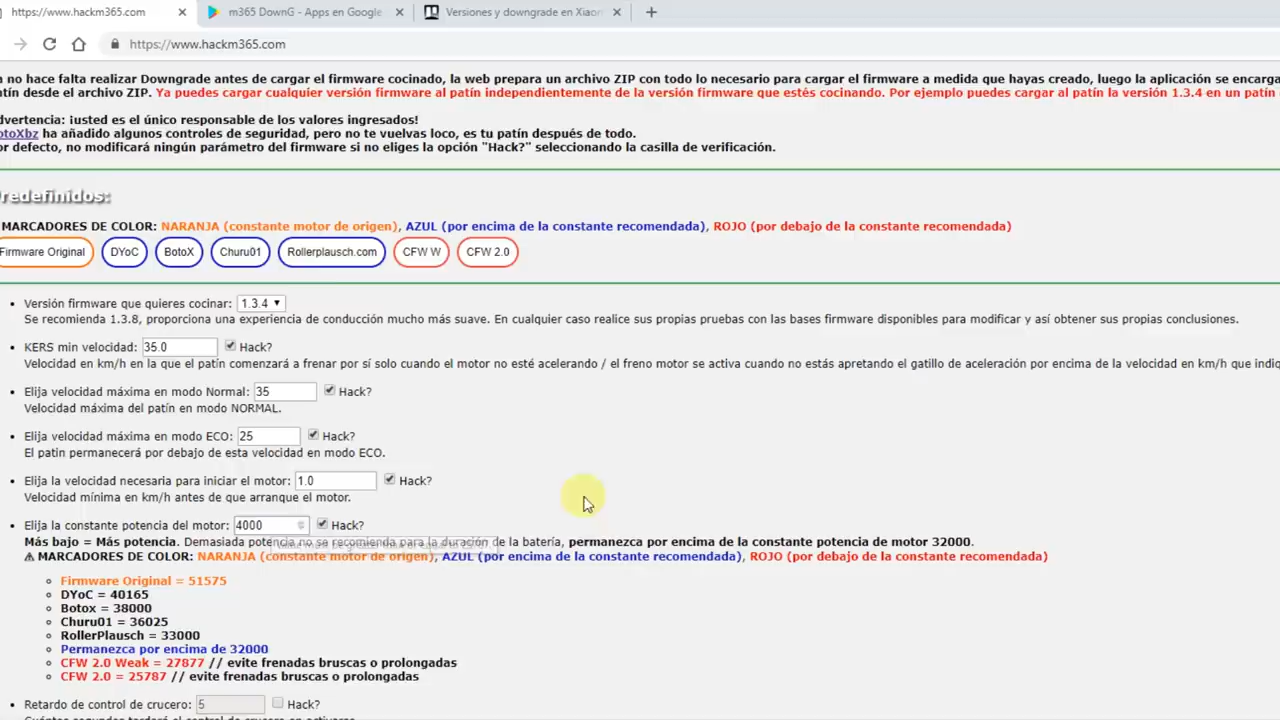 https://www.hackm365.com
m365 DownG - Apps en Google
Versiones y downgrade en Xiaom
https://www.hackm365.com
a no hace falta realizar Downgrade antes de cargar el firmware cocinado, la web prepara un archivo ZIP con todo lo necesario para cargar el firmware a medida que hayas creado, luego la aplicación se encarga
atín desde el archivo ZIP. Ya puedes cargar cualquier versión firmware al patín independientemente de la versión firmware que estés cocinando. Por ejemplo puedes cargar al patín la versión 1.3.4 en un patín
dvertencia: ¡usted es el único responsable de los valores ingresados!
otoXbz ha añadido algunos controles de seguridad, pero no te vuelvas loco, es tu patín después de todo.
or defecto, no modificará ningún parámetro del firmware si no eliges la opción "Hack?" seleccionando la casilla de verificación.
redefinidos:
MARCADORES DE COLOR: NARANJA (constante motor de origen), AZUL (por encima de la constante recomendada), ROJO (por debajo de la constante recomendada)
Firmware Original DYoC BotoX Churu01 Rollerplausch.com CFW W CFW 2.0
Versión firmware que quieres cocinar: 1.3.4
Se recomienda 1.3.8, proporciona una experiencia de conducción mucho más suave. En cualquier caso realice sus propias pruebas con las bases firmware disponibles para modificar y así obtener sus propias conclusiones.
KERS min velocidad: 35.0 Hack?
Velocidad en km/h en la que el patín comenzará a frenar por sí solo cuando el motor no esté acelerando / el freno motor se activa cuando no estás apretando el gatillo de aceleración por encima de la velocidad en km/h que indiq
Elija velocidad máxima en modo Normal: 35 Hack?
Velocidad máxima del patín en modo NORMAL.
Elija velocidad máxima en modo ECO: 25 Hack?
El patin permanecerá por debajo de esta velocidad en modo ECO.
Elija la velocidad necesaria para iniciar el motor: 1.0 Hack?
Velocidad mínima en km/h antes de que arranque el motor.
Elija la constante potencia del motor: 4000 Hack?
Más bajo = Más potencia. Demasiada potencia no se recomienda para la duración de la batería, permanezca por encima de la constante potencia de motor 32000.
MARCADORES DE COLOR: NARANJA (constante motor de origen), AZUL (por encima de la constante recomendada), ROJO (por debajo de la constante recomendada)
Firmware Original = 51575
DYoC = 40165
Botox = 38000
Churu01 = 36025
RollerPlausch = 33000
Permanezca por encima de 32000
CFW 2.0 Weak = 27877 // evite frenadas bruscas o prolongadas
CFW 2.0 = 25787 // evite frenadas bruscas o prolongadas
Retardo de control de crucero: 5 Hack?